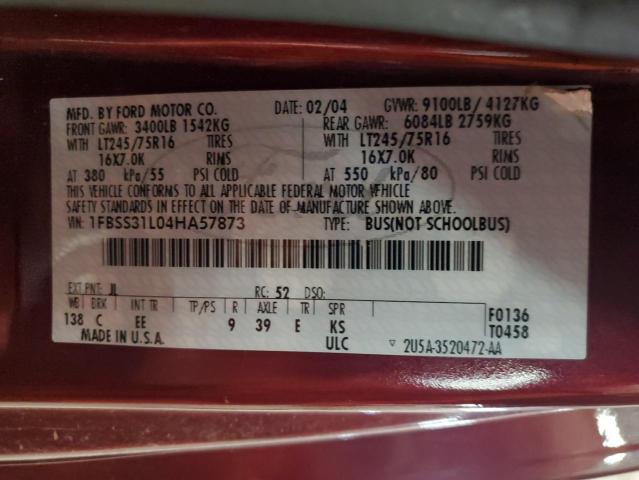 MFD. BY FORD MOTOR CO. DATE: 02/04 GVWR: 9100LB / 4127KG
FRONT GAWR: 3400LB 1542KG REAR GAWR: 6084LB 2759KG
WITH LT245/75R16 TIRES WITH LT245/75R16 TIRES
16X7.0K RIMS 16X7.0K RIMS
AT 380 kPa/55 PSI COLD AT 550 kPa/80 PSI COLD
THIS VEHICLE CONFORMS TO ALL APPLICABLE FEDERAL MOTOR VEHICLE
SAFETY STANDARDS IN EFFECT ON THE DATE OF MANUFACTURE SHOWN ABOVE.
VIN: 1FBSS31L04HA57873 TYPE: BUS(NOT SCHOOLBUS)
EXT PNT: JL RC: 52 DSO:
WB BRK INT TR TP/PS R AXLE TR SPR F0136
138 C EE 9 39 E KS T0458
MADE IN U.S.A. ULC ▽ 2U5A-3520472-AA